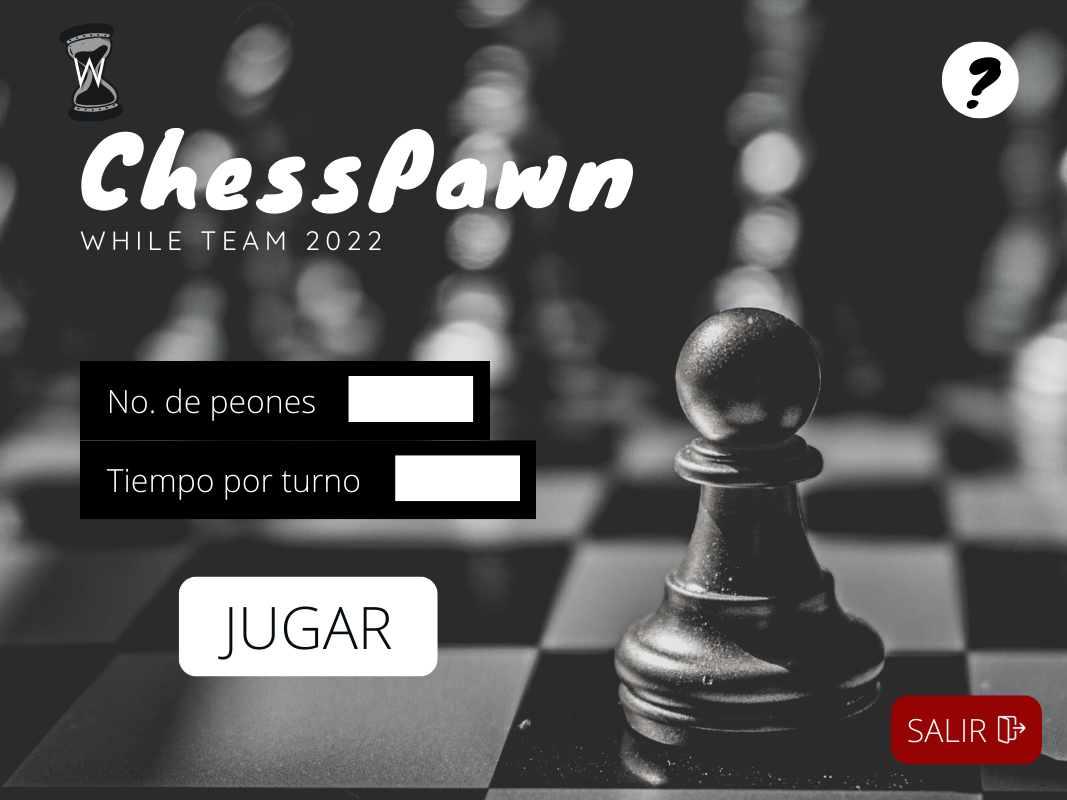 W
?
ChessPawn
WHILE TEAM 2022
No. de peones
Tiempo por turno
JUGAR
SALIR